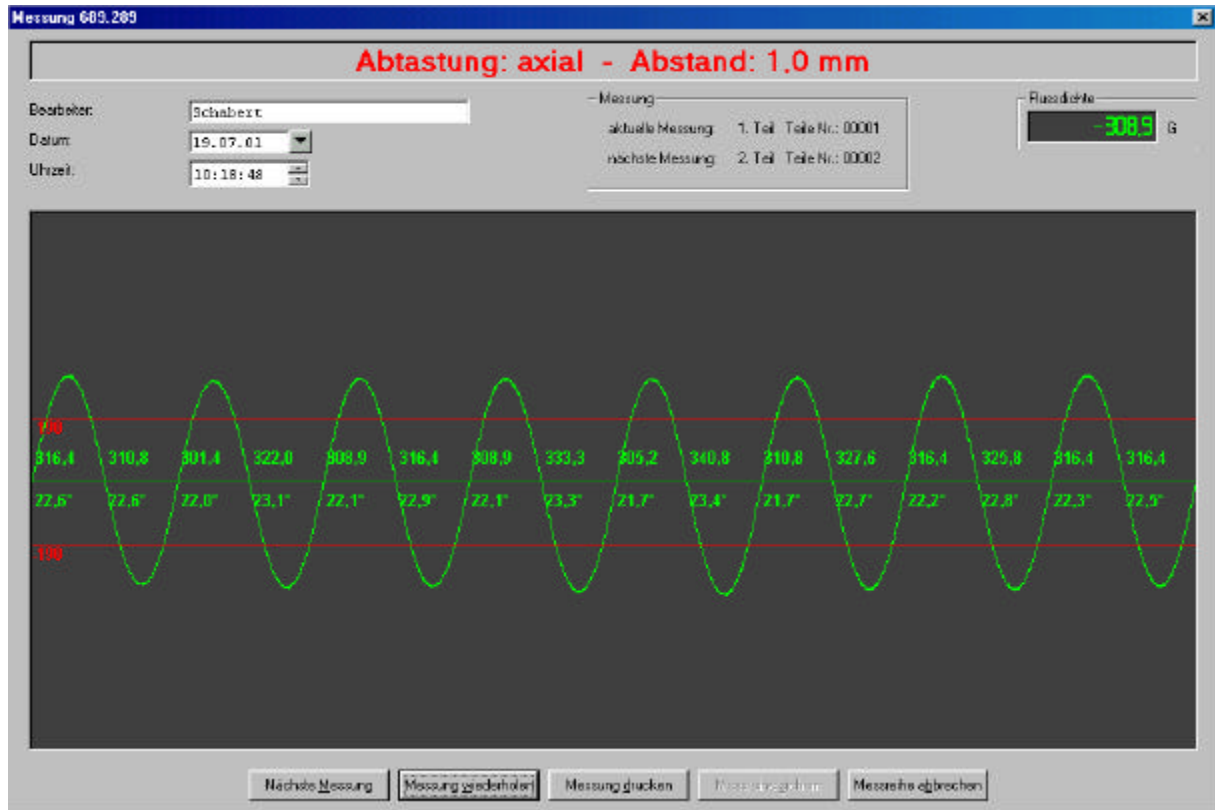 Messung 689.289
Abtastung: axial - Abstand: 1,0 mm
Bearbeiter: Schabert
Datum: 19.07.01
Uhrzeit: 10:18:48
Messung
aktuelle Messung: 1. Teil Teile Nr.: 00001
nächste Messung: 2. Teil Teile Nr.: 00002
Flussdichte
-308,9 G
190
316,4 310,8 301,4 322,0 308,9 316,4 308,9 333,3 305,2 340,8 310,8 327,6 316,4 325,8 316,4 316,4
22,6° 22,6° 22,0° 23,1° 22,1° 22,9° 22,1° 23,3° 21,7° 23,4° 21,7° 22,7° 22,2° 22,8° 22,3° 22,5°
190
Nächste Messung Messung wiederholen Messung drucken Messreihe abbrechen